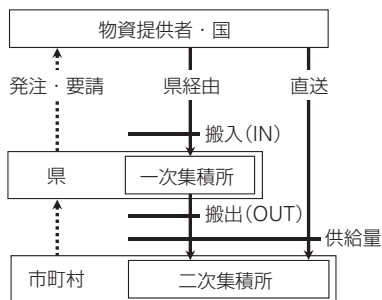 物資提供者・国
発注・要請
県経由
直送
搬入(IN)
県
一次集積所
搬出(OUT)
供給量
市町村
二次集積所